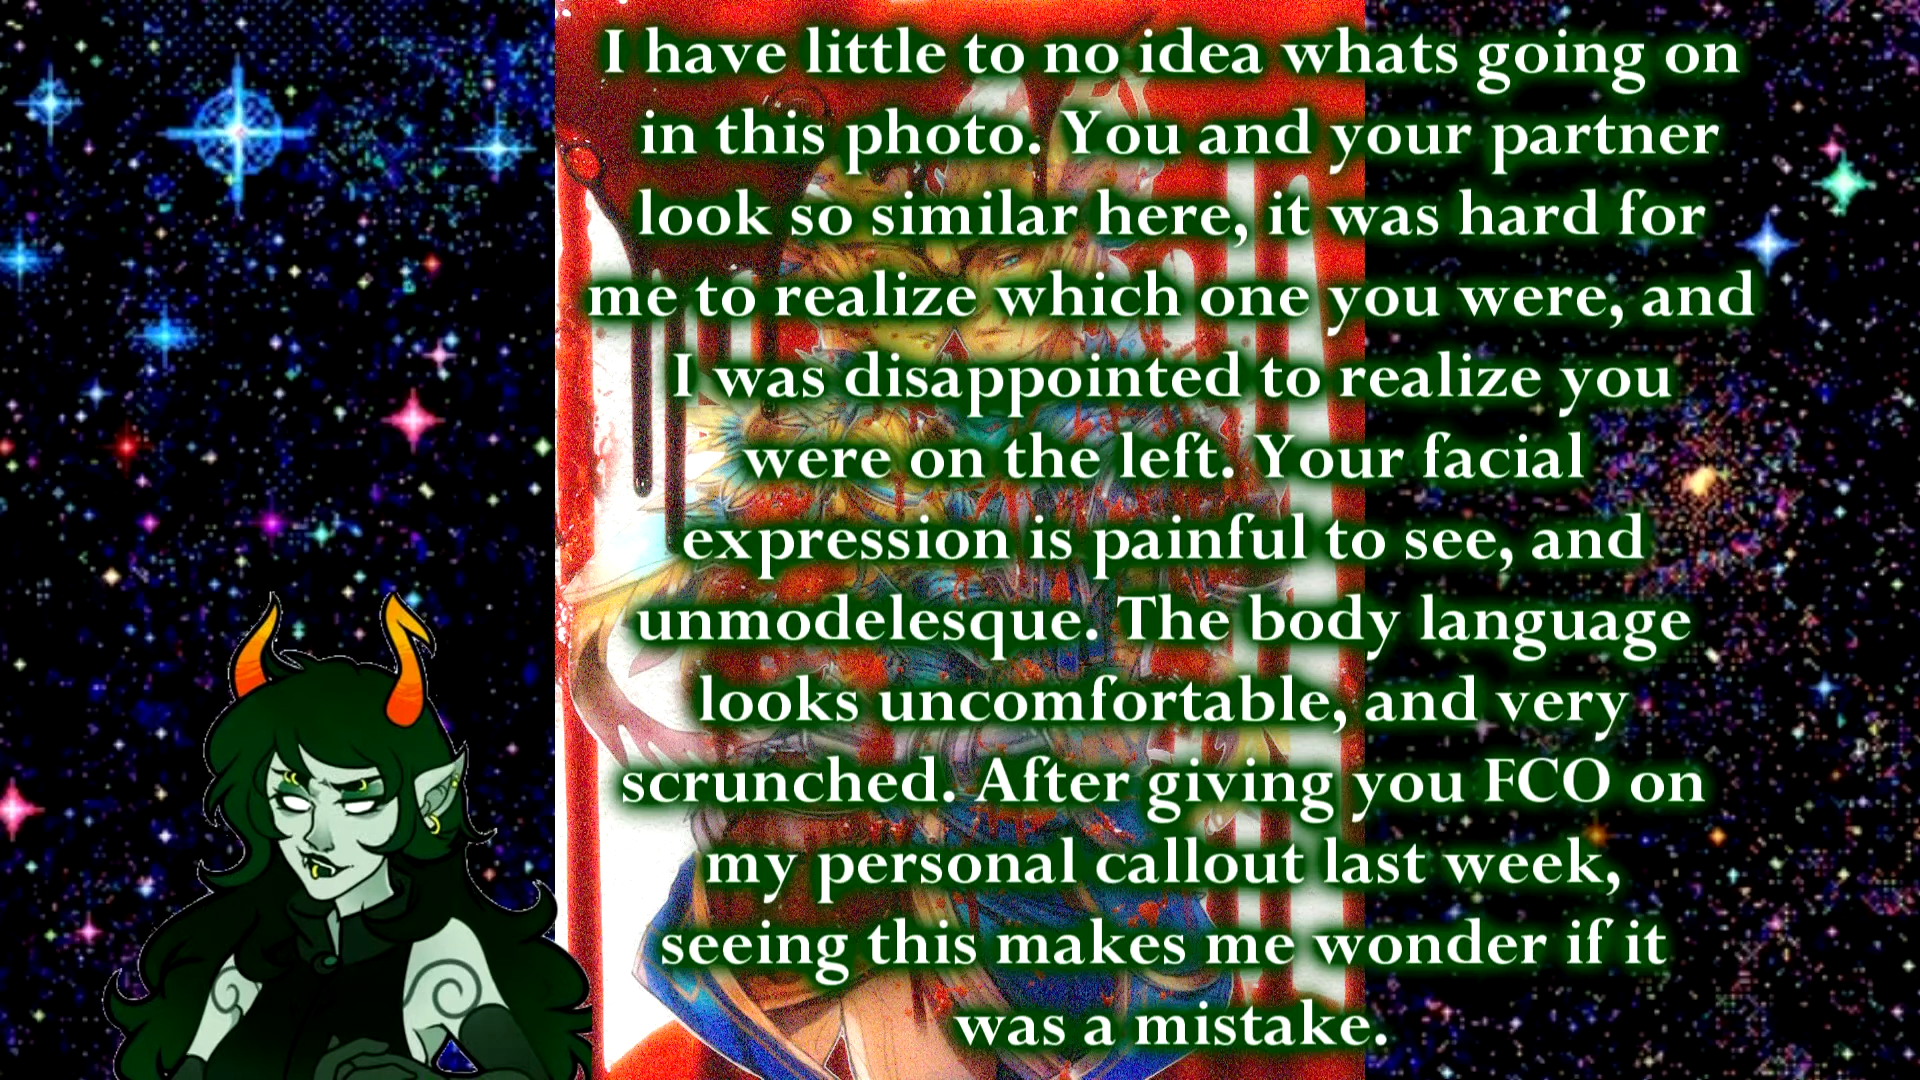 I have little to no idea whats going on
in this photo. You and your partner
look so similar here, it was hard for
me to realize which one you were, and
I was disappointed to realize you
were on the left. Your facial
expression is painful to see, and
unmodelesque. The body language
looks uncomfortable, and very
scrunched. After giving you FCO on
my personal callout last week,
seeing this makes me wonder if it
was a mistake.